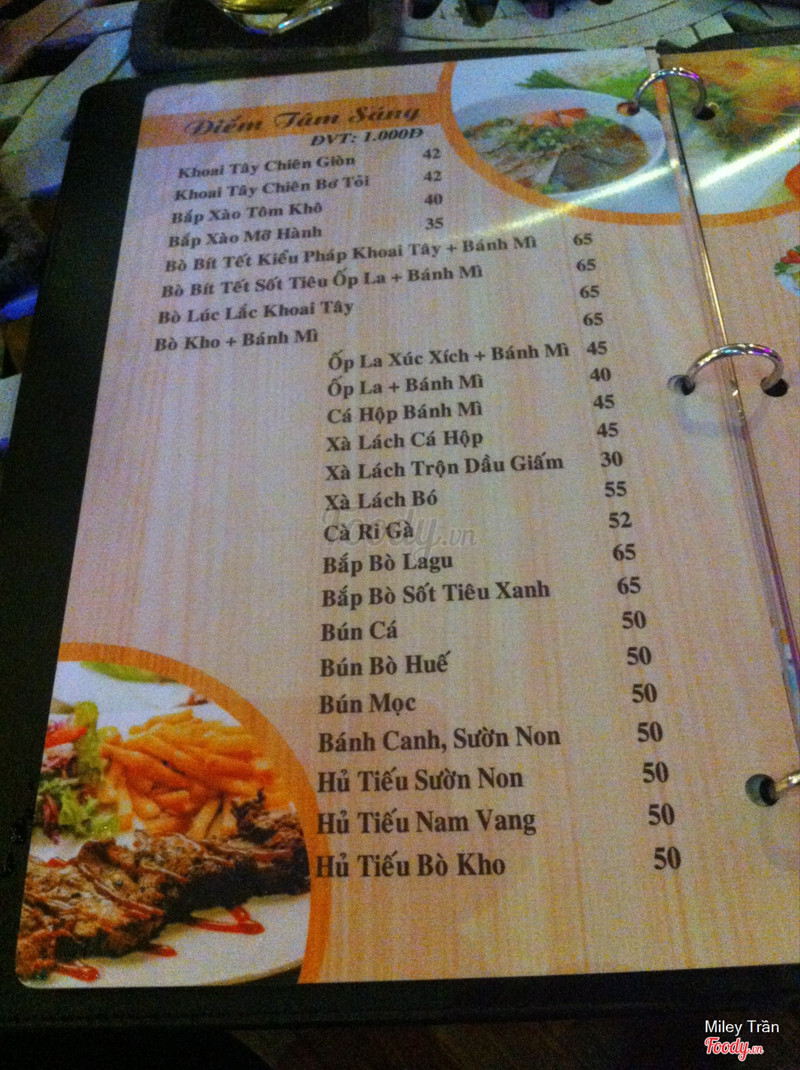 Điểm Tâm Sáng
ĐVT: 1.000Đ
Khoai Tây Chiên Giòn 42
Khoai Tây Chiên Bơ Tỏi 42
Bắp Xào Tôm Khô 40
Bắp Xào Mỡ Hành 35
Bò Bít Tết Kiểu Pháp Khoai Tây + Bánh Mì 65
Bò Bít Tết Sốt Tiêu Ốp La + Bánh Mì 65
Bò Lúc Lắc Khoai Tây 65
Bò Kho + Bánh Mì 65
Ốp La Xúc Xích + Bánh Mì 45
Ốp La + Bánh Mì 40
Cá Hộp Bánh Mì 45
Xà Lách Cá Hộp 45
Xà Lách Trộn Dầu Giấm 30
Xà Lách Bó 55
Cà Ri Gà 52
Bắp Bò Lagu 65
Bắp Bò Sốt Tiêu Xanh 65
Bún Cá 50
Bún Bò Huế 50
Bún Mọc 50
Bánh Canh, Sườn Non 50
Hủ Tiếu Sườn Non 50
Hủ Tiếu Nam Vang 50
Hủ Tiếu Bò Kho 50
foody.vn
Miley Trần
Foody.vn